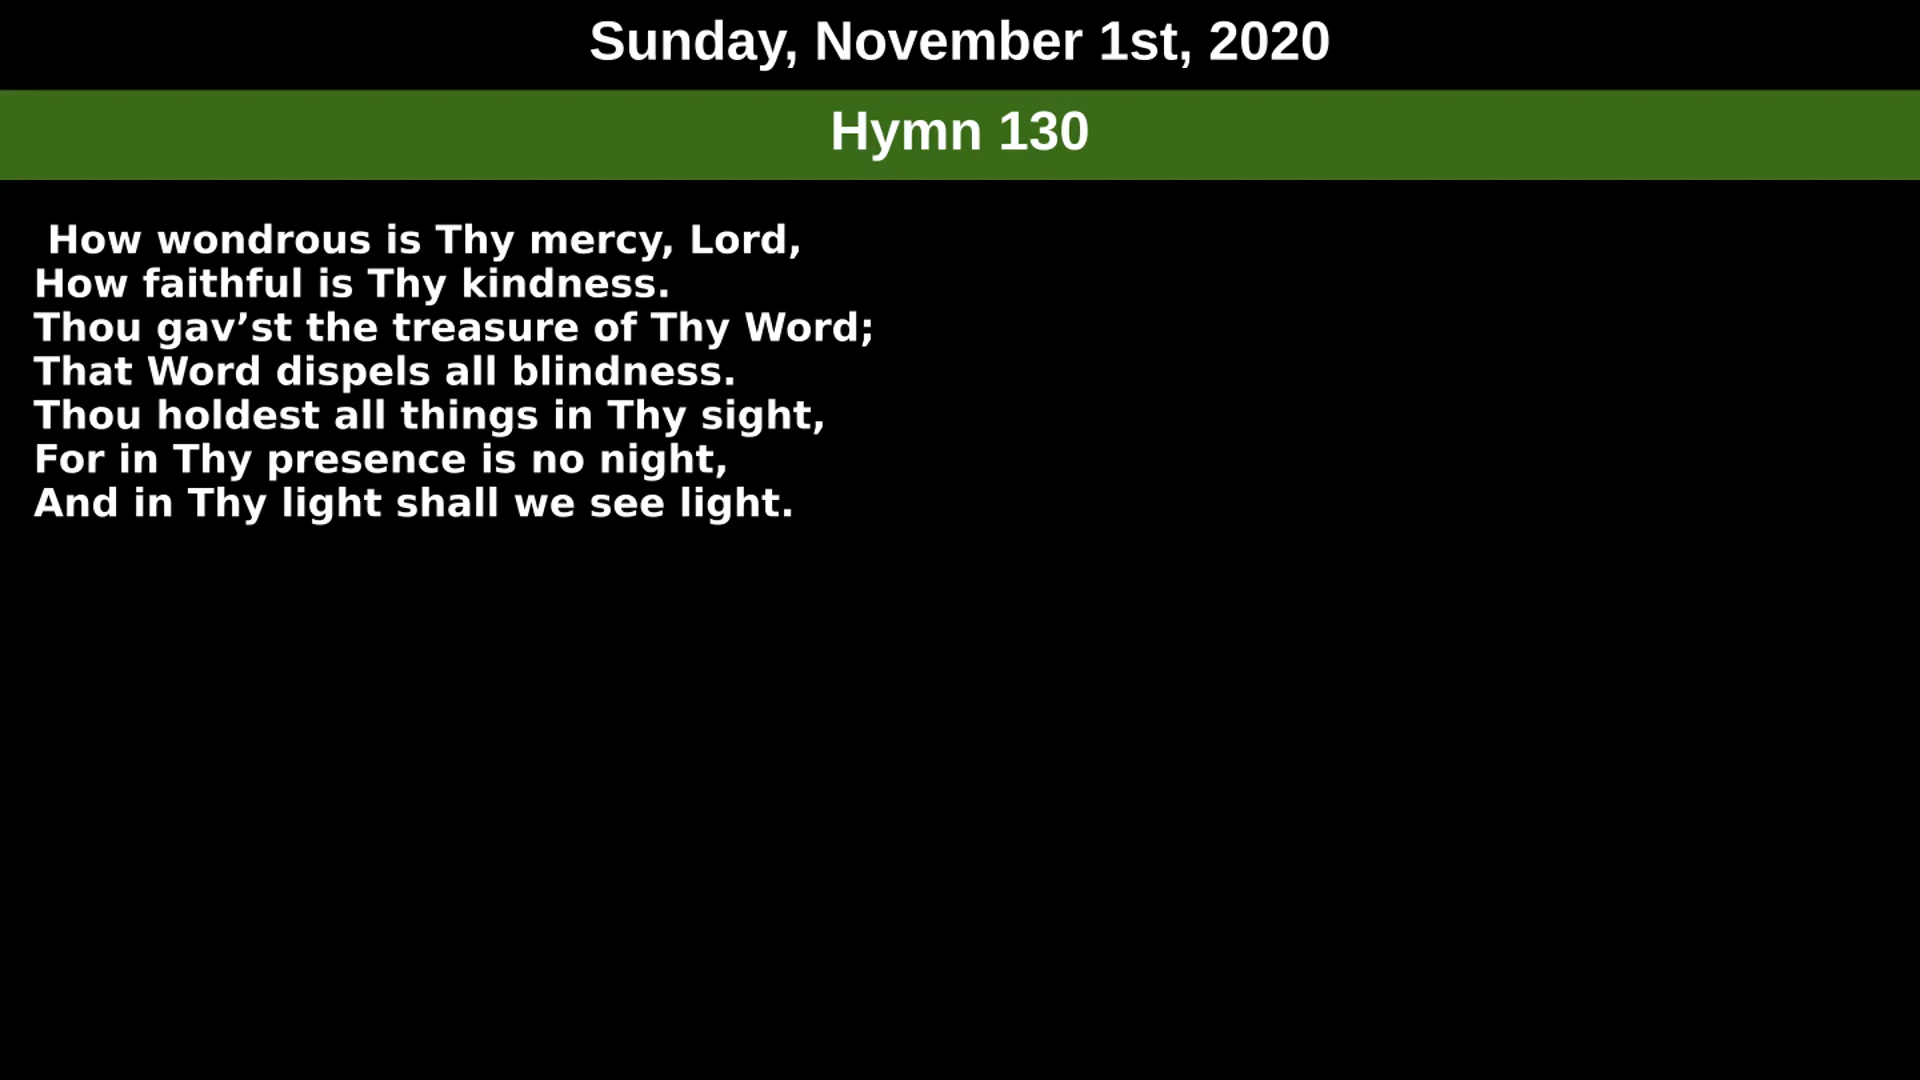 Sunday, November 1st, 2020
Hymn 130
How wondrous is Thy mercy, Lord,
How faithful is Thy kindness.
Thou gav’st the treasure of Thy Word;
That Word dispels all blindness.
Thou holdest all things in Thy sight,
For in Thy presence is no night,
And in Thy light shall we see light.